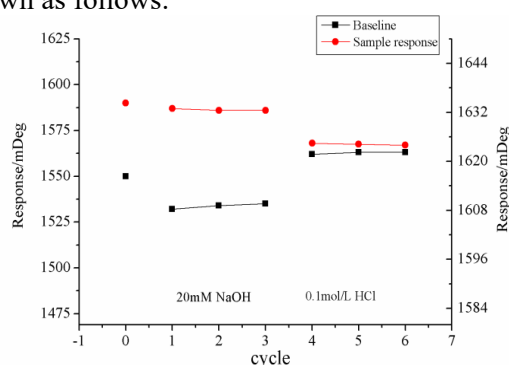 wn as follows:
Baseline
Sample response
1625
1600
1575
1550
1525
1500
1475
Response/mDeg
1644
1632
1620
1608
1596
1584
Response/mDeg
20mM NaOH 0.1mol/L HCl
-1 0 1 2 3 4 5 6 7
cycle